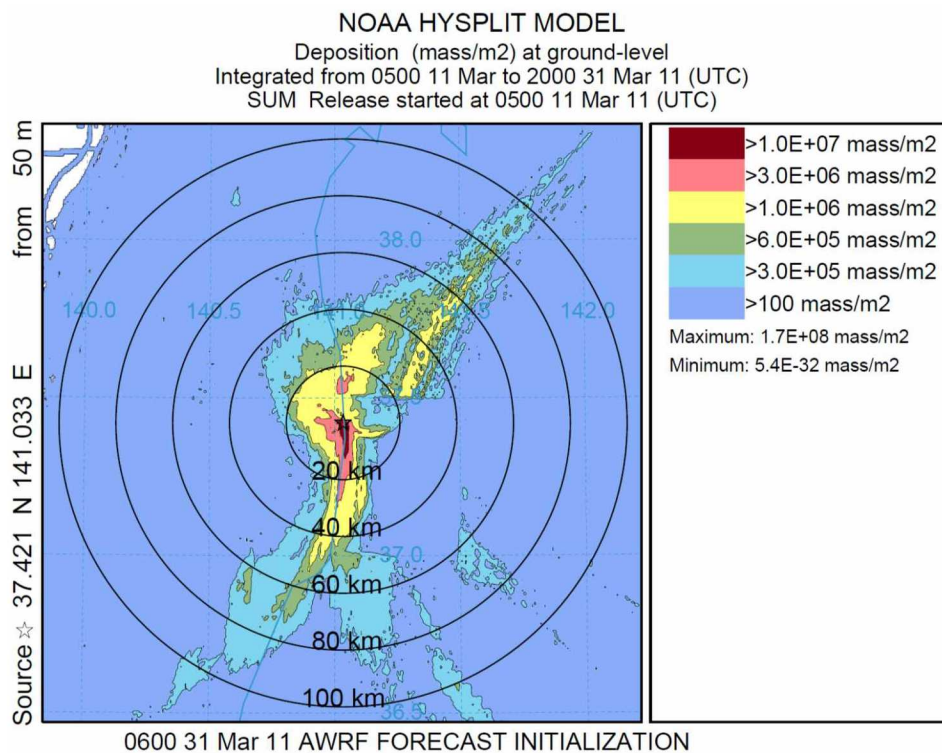 NOAA HYSPLIT MODEL
Deposition (mass/m2) at ground-level
Integrated from 0500 11 Mar to 2000 31 Mar 11 (UTC)
SUM Release started at 0500 11 Mar 11 (UTC)
Source ☆ 37.421 N 141.033 E from 50 m
38.0
140.0 140.5 142.0
37.0
36.5
20 km
40 km
60 km
80 km
100 km
>1.0E+07 mass/m2
>3.0E+06 mass/m2
>1.0E+06 mass/m2
>6.0E+05 mass/m2
>3.0E+05 mass/m2
>100 mass/m2
Maximum: 1.7E+08 mass/m2
Minimum: 5.4E-32 mass/m2
0600 31 Mar 11 AWRF FORECAST INITIALIZATION